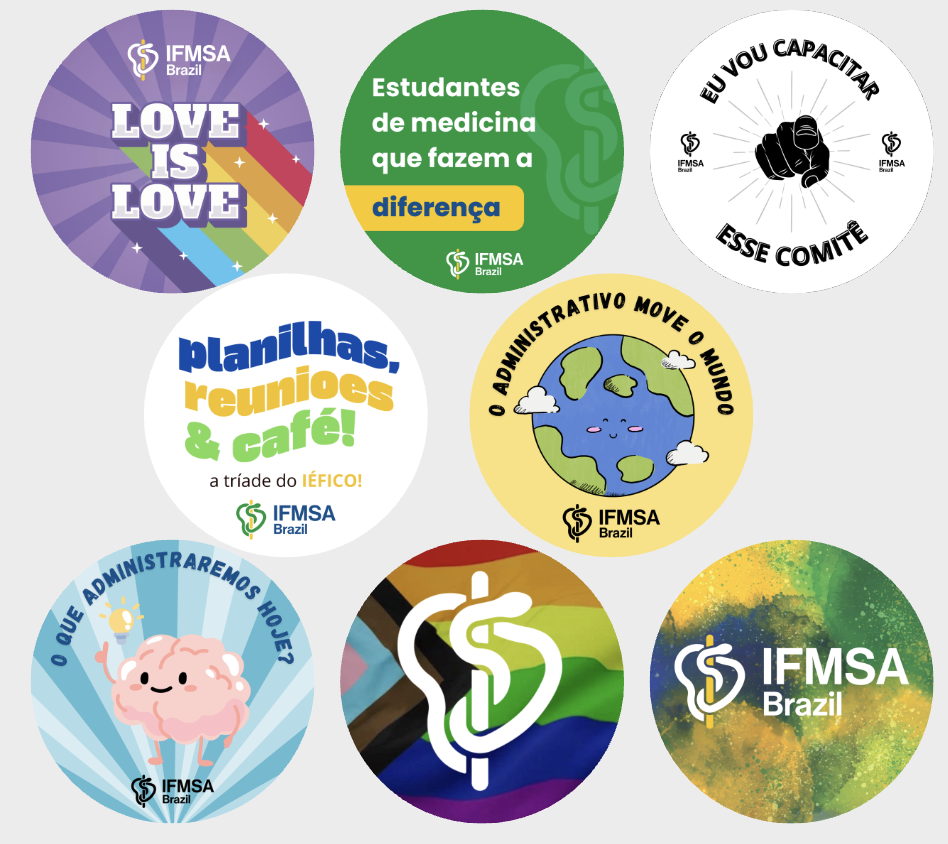 IFMSA
Brazil
LOVE
IS
LOVE
Estudantes
de medicina
que fazem a
diferença
IFMSA
Brazil
EU VOU CAPACITAR
IFMSA
Brazil
IFMSA
Brazil
ESSE COMITÊ
planilhas,
reunioes
& café!
a tríade do IÉFICO!
IFMSA
Brazil
O ADMINISTRATIVO MOVE O MUNDO
IFMSA
Brazil
O QUE ADMINISTRAREMOS HOJE?
IFMSA
Brazil
IFMSA
Brazil